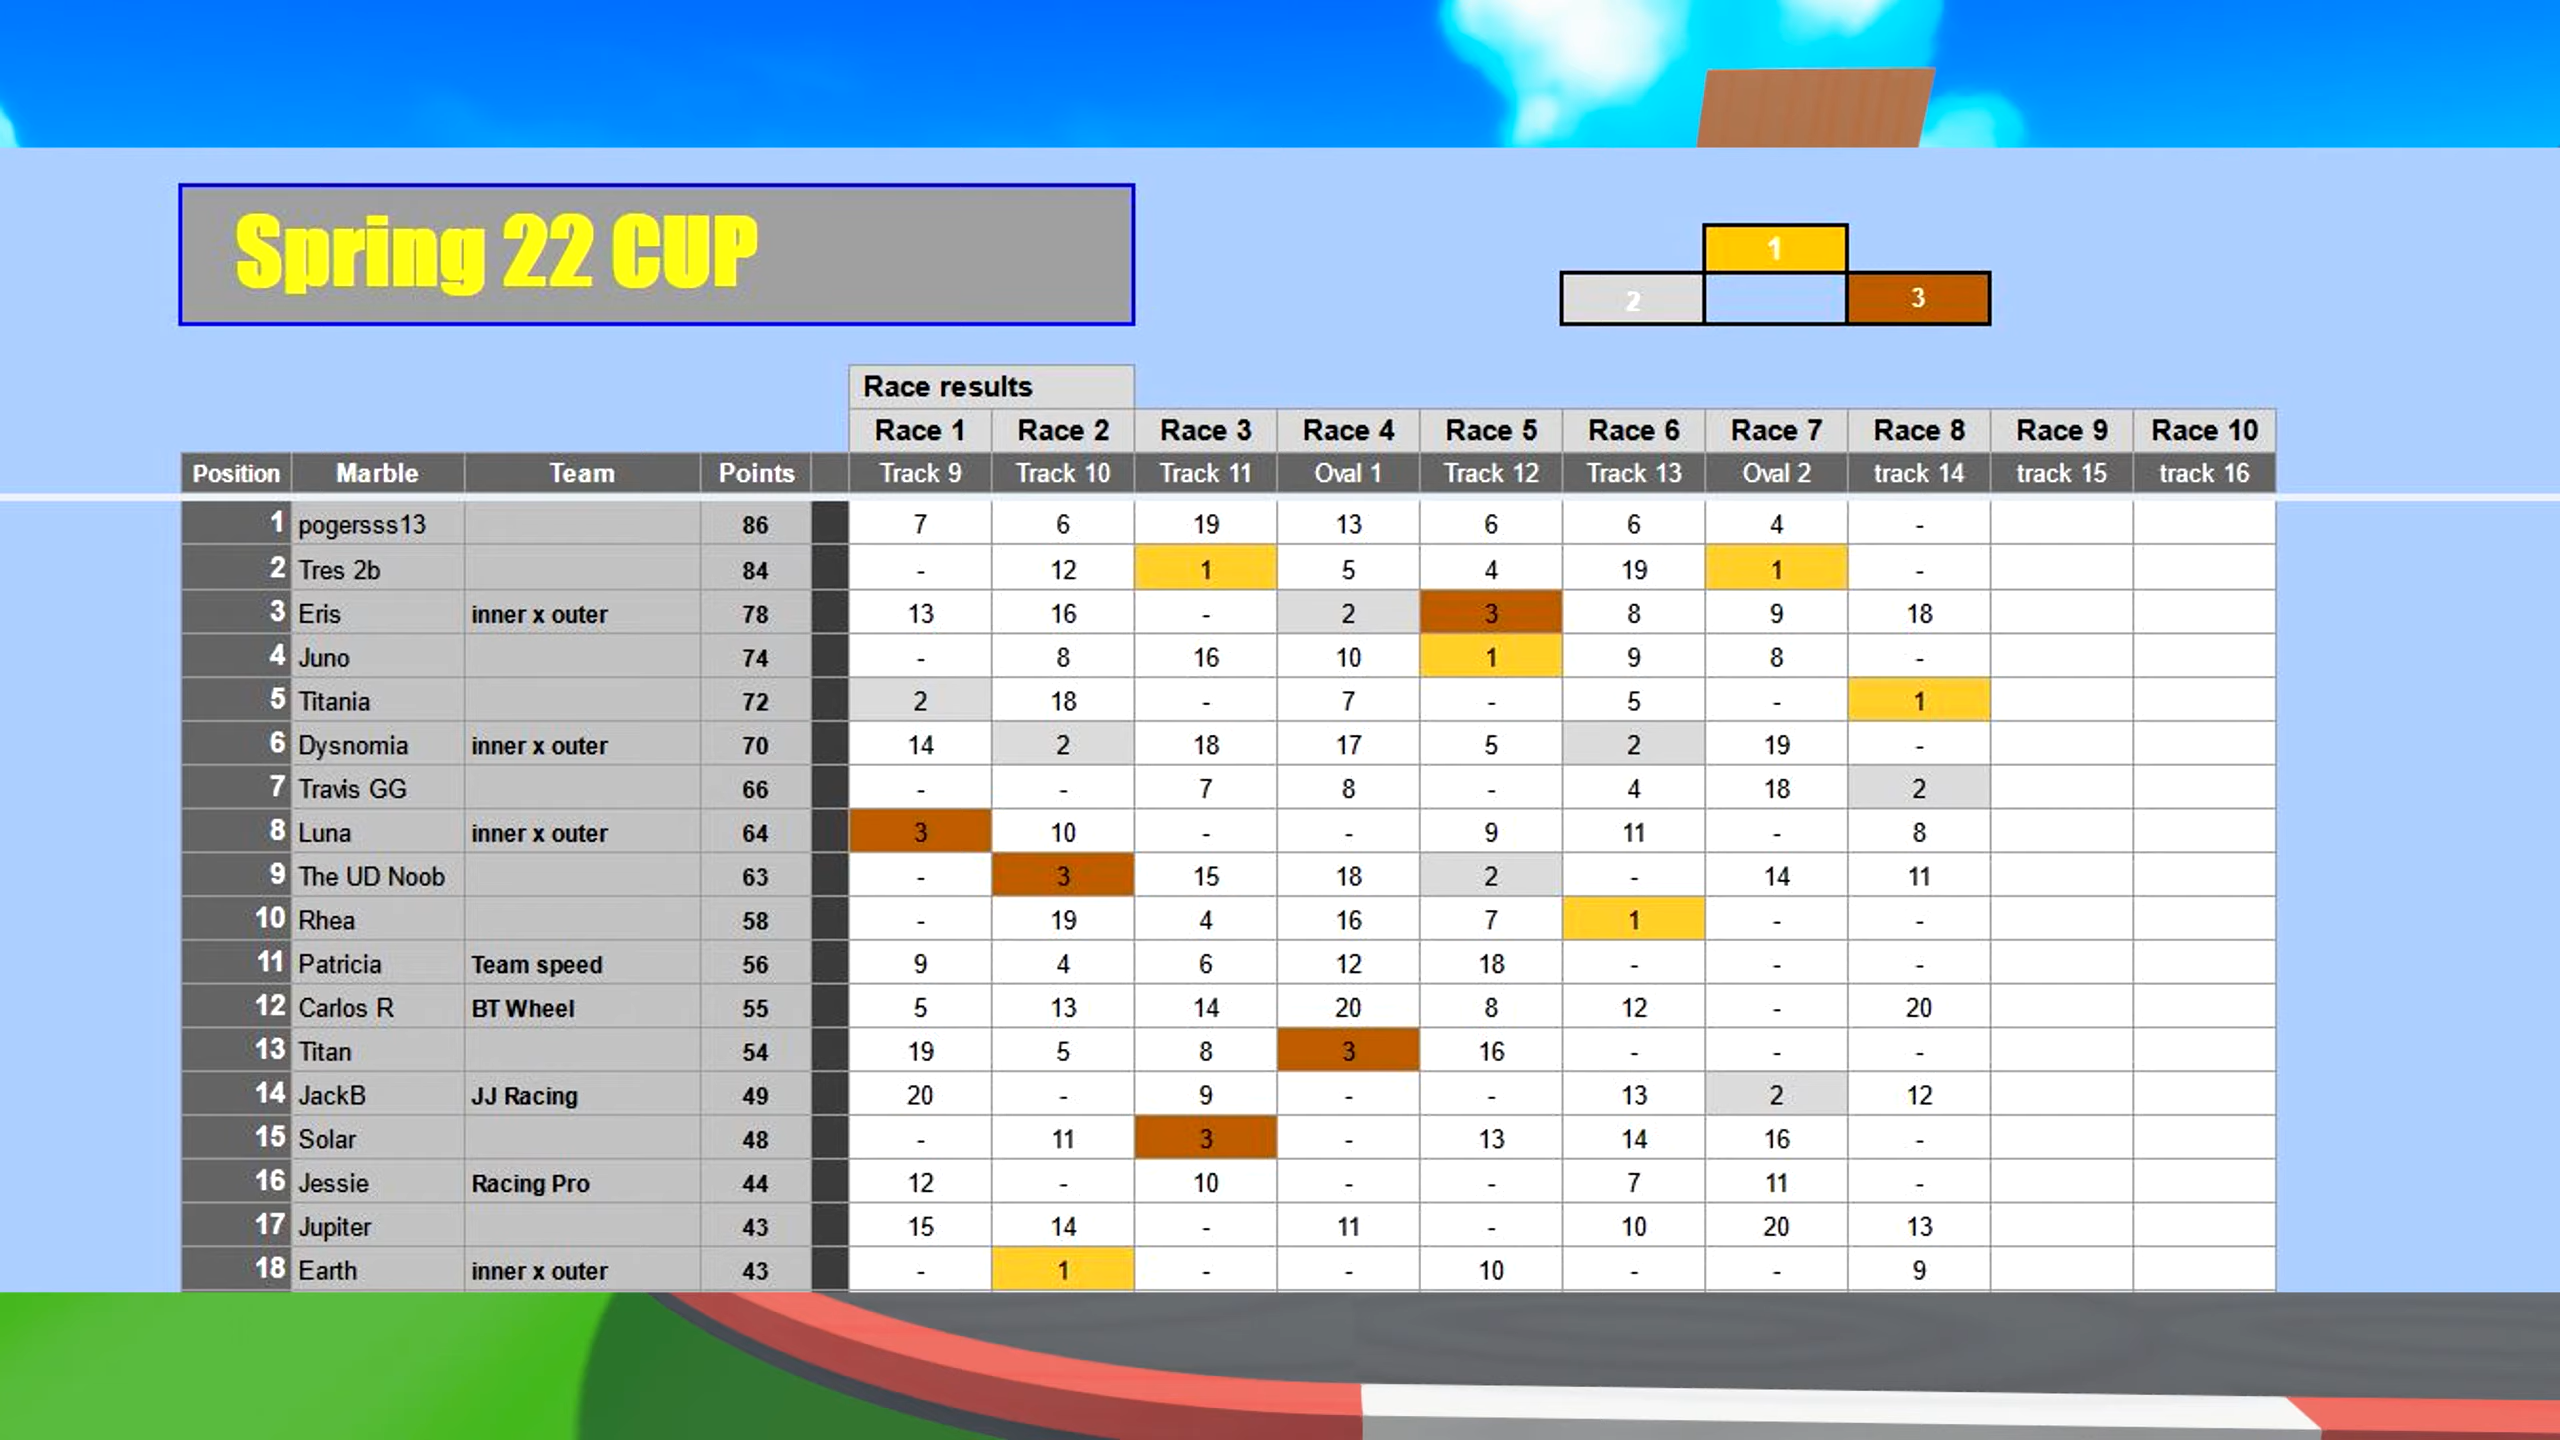 Spring 22 CUP
1
2 3
Race results
Race 1 Race 2 Race 3 Race 4 Race 5 Race 6 Race 7 Race 8 Race 9 Race 10
Position Marble Team Points Track 9 Track 10 Track 11 Oval 1 Track 12 Track 13 Oval 2 track 14 track 15 track 16
1 pogersss13 86 7 6 19 13 6 6 4 -
2 Tres 2b 84 - 12 1 5 4 19 1 -
3 Eris inner x outer 78 13 16 - 2 3 8 9 18
4 Juno 74 - 8 16 10 1 9 8 -
5 Titania 72 2 18 - 7 - 5 - 1
6 Dysnomia inner x outer 70 14 2 18 17 5 2 19 -
7 Travis GG 66 - - 7 8 - 4 18 2
8 Luna inner x outer 64 3 10 - - 9 11 - 8
9 The UD Noob 63 - 3 15 18 2 - 14 11
10 Rhea 58 - 19 4 16 7 1 - -
11 Patricia Team speed 56 9 4 6 12 18 - - -
12 Carlos R BT Wheel 55 5 13 14 20 8 12 - 20
13 Titan 54 19 5 8 3 16 - - -
14 JackB JJ Racing 49 20 - 9 - - 13 2 12
15 Solar 48 - 11 3 - 13 14 16 -
16 Jessie Racing Pro 44 12 - 10 - - 7 11 -
17 Jupiter 43 15 14 - 11 - 10 20 13
18 Earth inner x outer 43 - 1 - - 10 - - 9